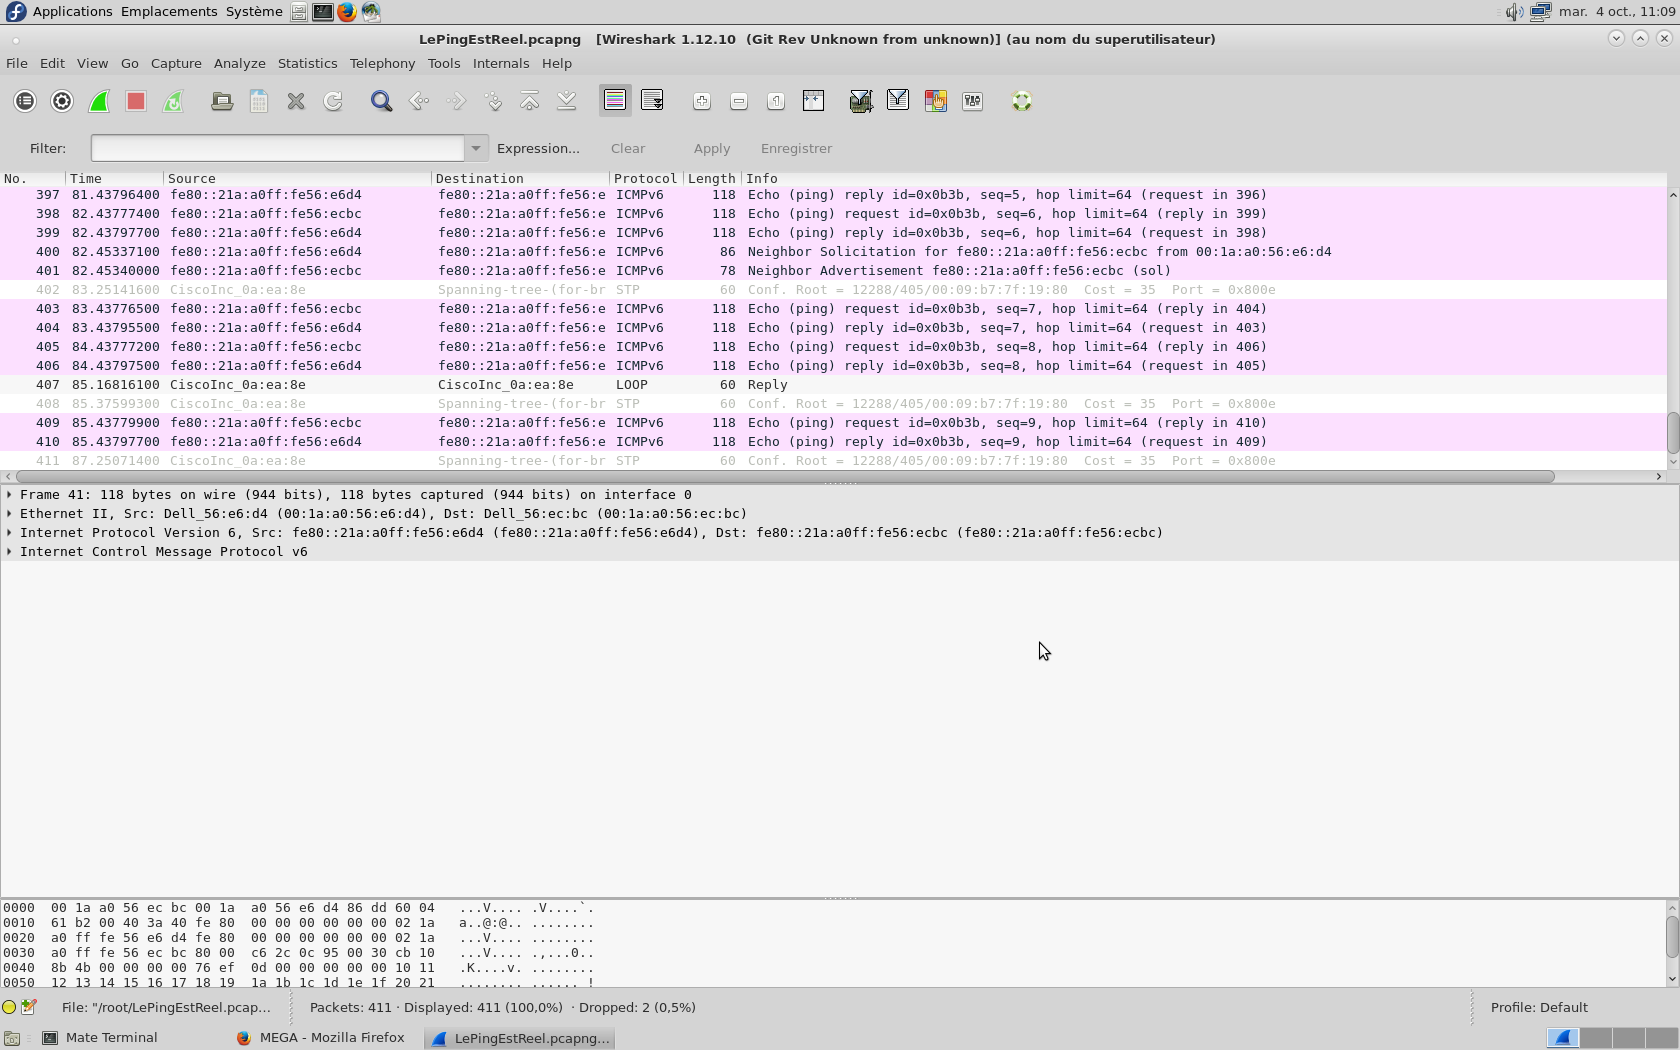 Applications Emplacements Système mar. 4 oct., 11:09
LePingEstReel.pcapng [Wireshark 1.12.10 (Git Rev Unknown from unknown)] (au nom du superutilisateur)
File Edit View Go Capture Analyze Statistics Telephony Tools Internals Help
Filter: Expression... Clear Apply Enregistrer
No. Time Source Destination Protocol Length Info
397 81.43796400 fe80::21a:a0ff:fe56:e6d4 fe80::21a:a0ff:fe56:e ICMPv6 118 Echo (ping) reply id=0x0b3b, seq=5, hop limit=64 (request in 396)
398 82.43777400 fe80::21a:a0ff:fe56:ecbc fe80::21a:a0ff:fe56:e ICMPv6 118 Echo (ping) request id=0x0b3b, seq=6, hop limit=64 (reply in 399)
399 82.43797700 fe80::21a:a0ff:fe56:e6d4 fe80::21a:a0ff:fe56:e ICMPv6 118 Echo (ping) reply id=0x0b3b, seq=6, hop limit=64 (request in 398)
400 82.45337100 fe80::21a:a0ff:fe56:e6d4 fe80::21a:a0ff:fe56:e ICMPv6 86 Neighbor Solicitation for fe80::21a:a0ff:fe56:ecbc from 00:1a:a0:56:e6:d4
401 82.45340000 fe80::21a:a0ff:fe56:ecbc fe80::21a:a0ff:fe56:e ICMPv6 78 Neighbor Advertisement fe80::21a:a0ff:fe56:ecbc (sol)
402 83.25141600 CiscoInc_0a:ea:8e Spanning-tree-(for-br STP 60 Conf. Root = 12288/405/00:09:b7:7f:19:80 Cost = 35 Port = 0x800e
403 83.43776500 fe80::21a:a0ff:fe56:ecbc fe80::21a:a0ff:fe56:e ICMPv6 118 Echo (ping) request id=0x0b3b, seq=7, hop limit=64 (reply in 404)
404 83.43795500 fe80::21a:a0ff:fe56:e6d4 fe80::21a:a0ff:fe56:e ICMPv6 118 Echo (ping) reply id=0x0b3b, seq=7, hop limit=64 (request in 403)
405 84.43777200 fe80::21a:a0ff:fe56:ecbc fe80::21a:a0ff:fe56:e ICMPv6 118 Echo (ping) request id=0x0b3b, seq=8, hop limit=64 (reply in 406)
406 84.43797500 fe80::21a:a0ff:fe56:e6d4 fe80::21a:a0ff:fe56:e ICMPv6 118 Echo (ping) reply id=0x0b3b, seq=8, hop limit=64 (request in 405)
407 85.16816100 CiscoInc_0a:ea:8e CiscoInc_0a:ea:8e LOOP 60 Reply
408 85.37599300 CiscoInc_0a:ea:8e Spanning-tree-(for-br STP 60 Conf. Root = 12288/405/00:09:b7:7f:19:80 Cost = 35 Port = 0x800e
409 85.43779900 fe80::21a:a0ff:fe56:ecbc fe80::21a:a0ff:fe56:e ICMPv6 118 Echo (ping) request id=0x0b3b, seq=9, hop limit=64 (reply in 410)
410 85.43797700 fe80::21a:a0ff:fe56:e6d4 fe80::21a:a0ff:fe56:e ICMPv6 118 Echo (ping) reply id=0x0b3b, seq=9, hop limit=64 (request in 409)
411 87.25071400 CiscoInc_0a:ea:8e Spanning-tree-(for-br STP 60 Conf. Root = 12288/405/00:09:b7:7f:19:80 Cost = 35 Port = 0x800e
Frame 41: 118 bytes on wire (944 bits), 118 bytes captured (944 bits) on interface 0
Ethernet II, Src: Dell_56:e6:d4 (00:1a:a0:56:e6:d4), Dst: Dell_56:ec:bc (00:1a:a0:56:ec:bc)
Internet Protocol Version 6, Src: fe80::21a:a0ff:fe56:e6d4 (fe80::21a:a0ff:fe56:e6d4), Dst: fe80::21a:a0ff:fe56:ecbc (fe80::21a:a0ff:fe56:ecbc)
Internet Control Message Protocol v6
0000 00 1a a0 56 ec bc 00 1a a0 56 e6 d4 86 dd 60 04 ...V.... .V....`.
0010 61 b2 00 40 3a 40 fe 80 00 00 00 00 00 00 02 1a a..@:@.. ........
0020 a0 ff fe 56 e6 d4 fe 80 00 00 00 00 00 00 02 1a ...V.... ........
0030 a0 ff fe 56 ec bc 80 00 c6 2c 0c 95 00 30 cb 10 ...V.... .,...0..
0040 8b 4b 00 00 00 00 76 ef 0d 00 00 00 00 00 10 11 .K....v. ........
0050 12 13 14 15 16 17 18 19 1a 1b 1c 1d 1e 1f 20 21 ........ ...... !
File: "/root/LePingEstReel.pcap... Packets: 411 · Displayed: 411 (100,0%) · Dropped: 2 (0,5%) Profile: Default
Mate Terminal MEGA - Mozilla Firefox LePingEstReel.pcapng...